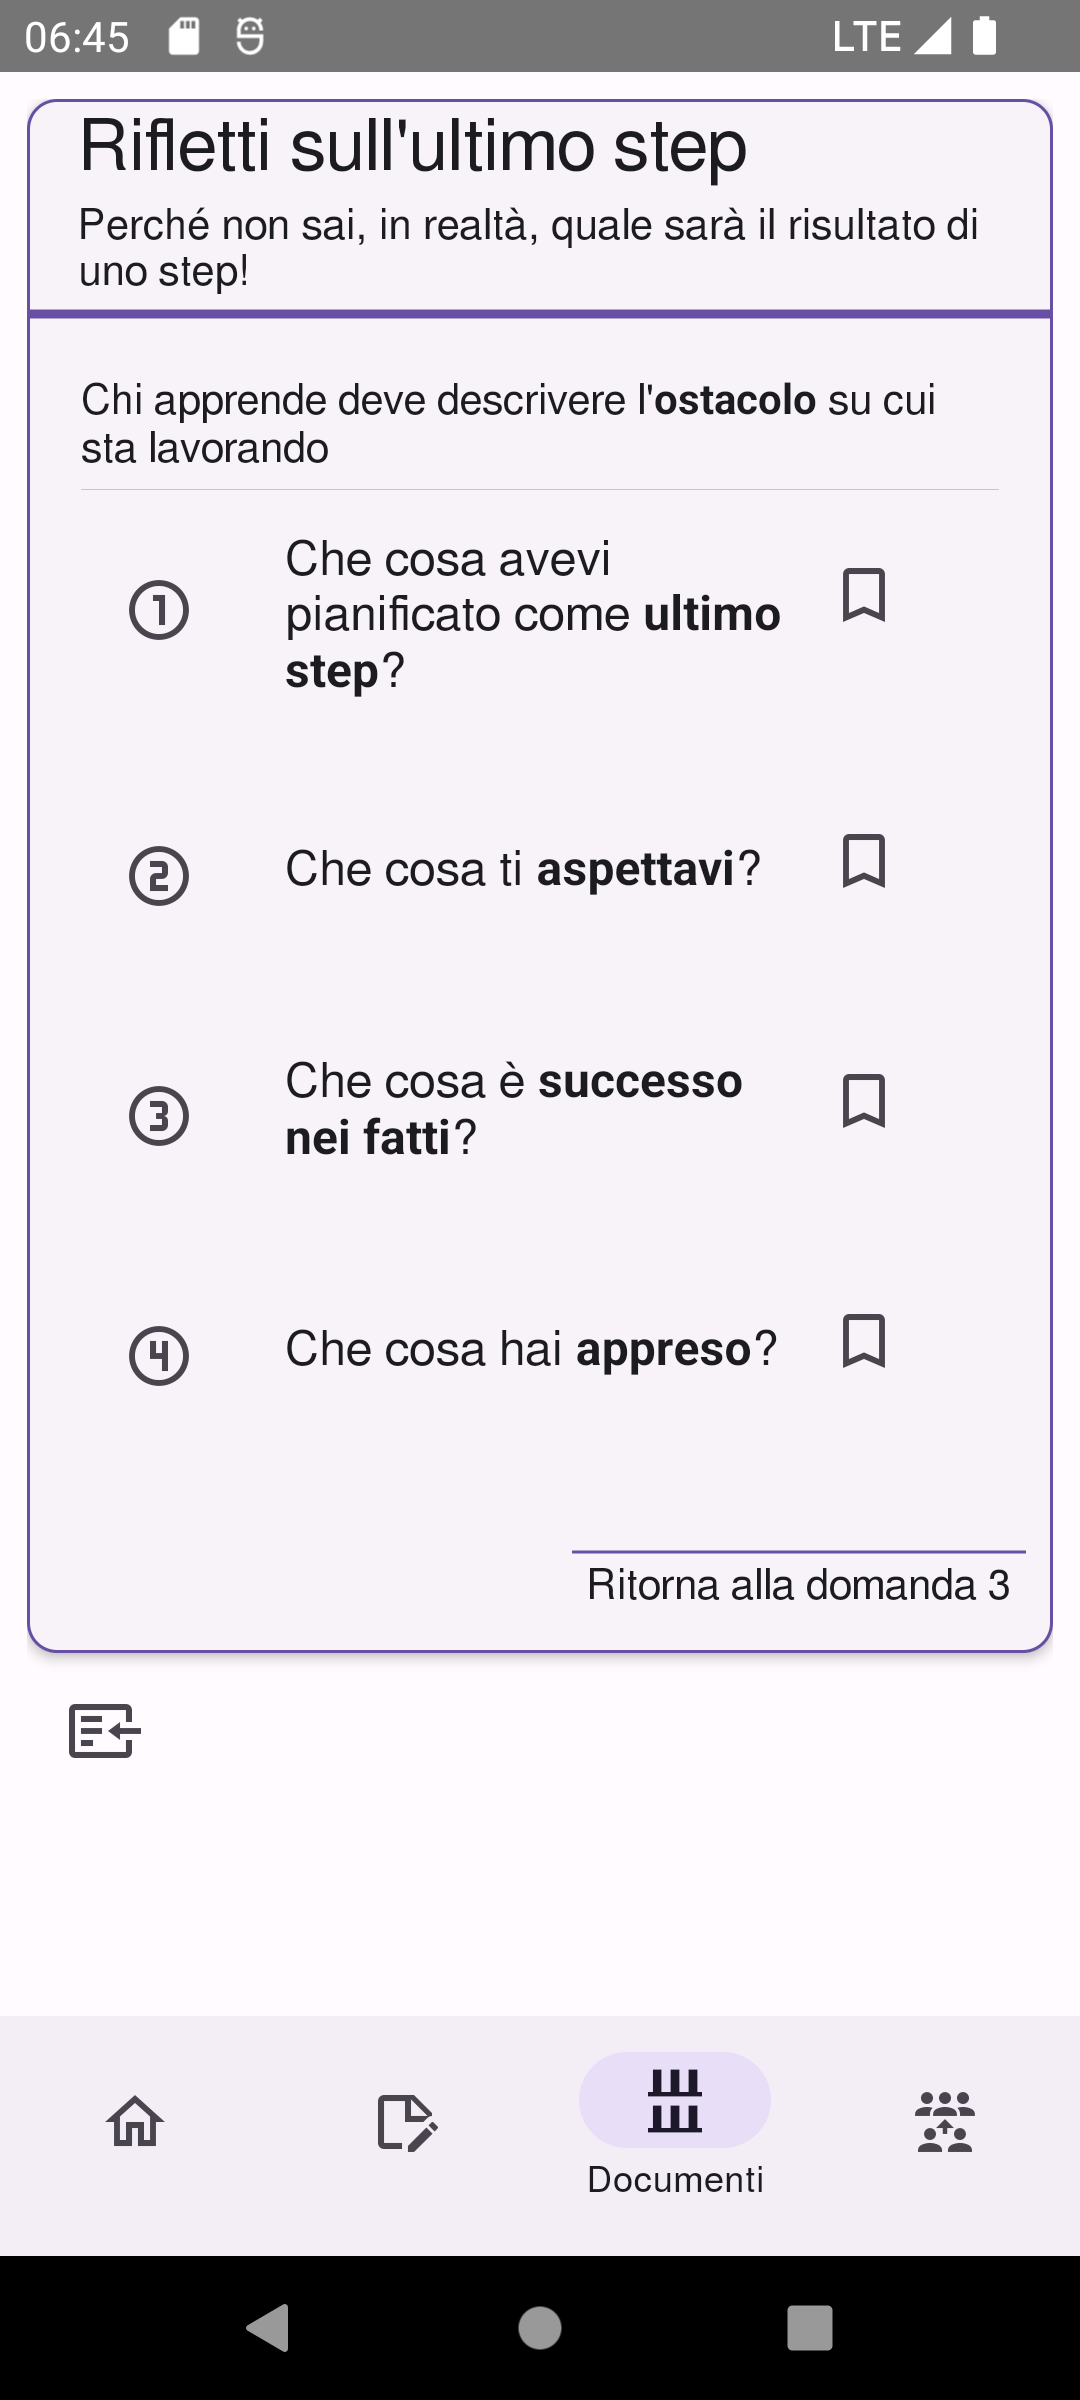 06:45
LTE
Rifletti sull'ultimo step
Perché non sai, in realtà, quale sarà il risultato di
uno step!
Chi apprende deve descrivere l'ostacolo su cui
sta lavorando
1
Che cosa avevi
pianificato come ultimo
step?
2
Che cosa ti aspettavi?
3
Che cosa è successo
nei fatti?
4
Che cosa hai appreso?
Ritorna alla domanda 3
Documenti